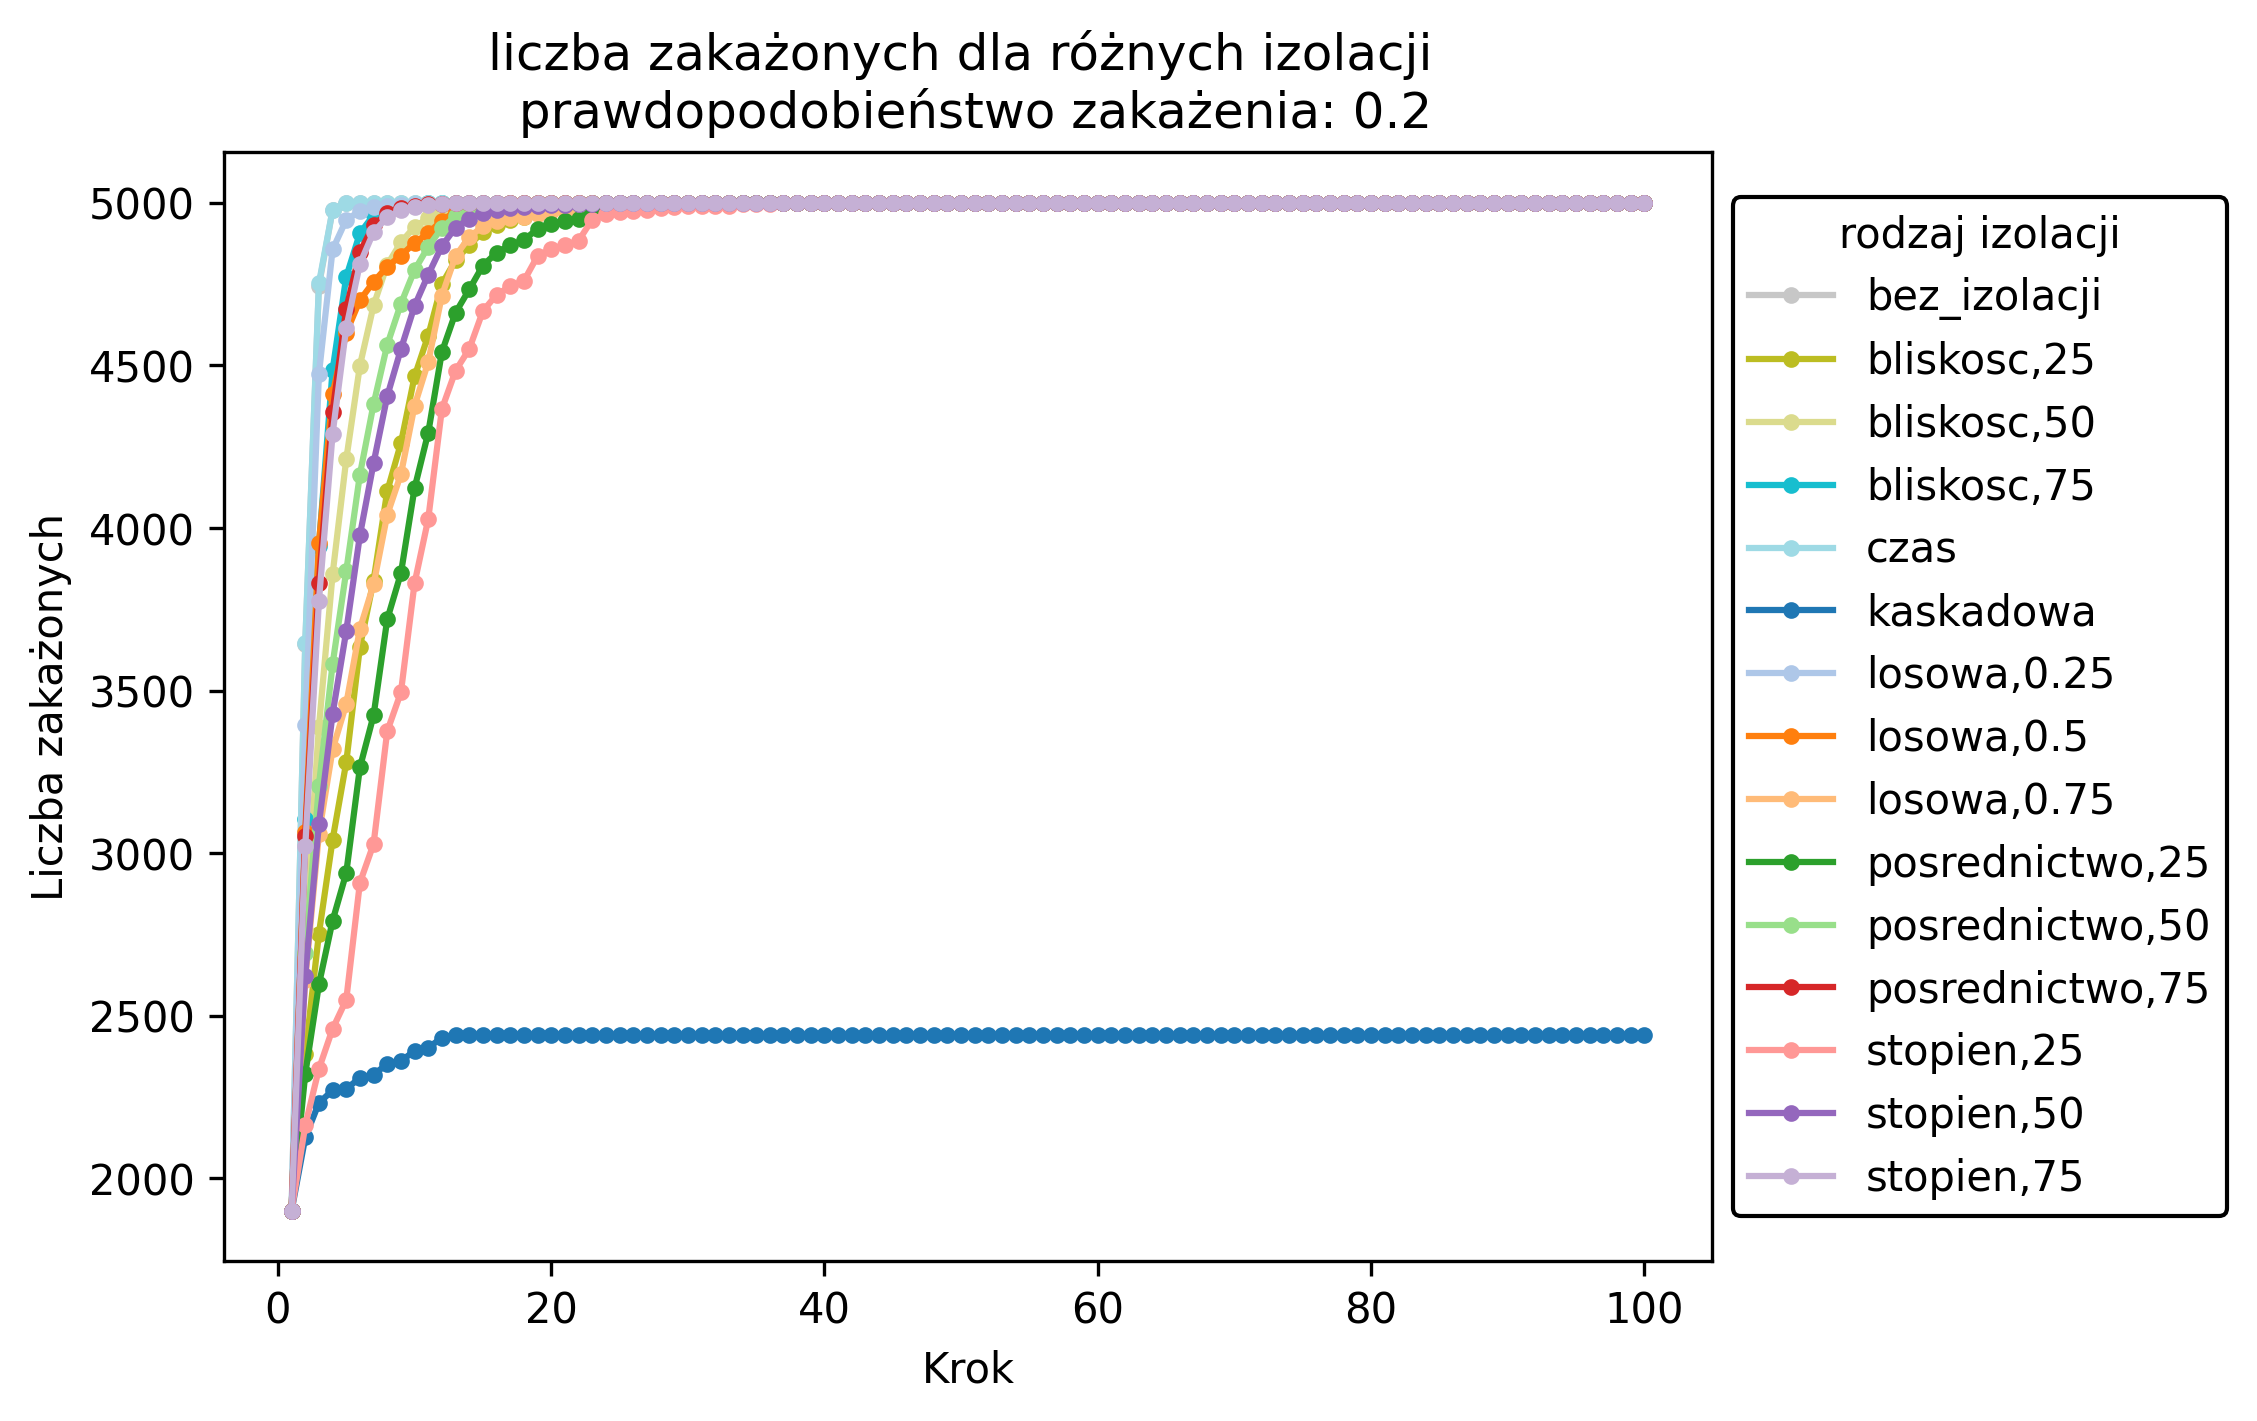 liczba zakażonych dla różnych izolacji
prawdopodobieństwo zakażenia: 0.2
Liczba zakażonych
5000
4500
4000
3500
3000
2500
2000
0
20
40
60
80
100
Krok
rodzaj izolacji
bez_izolacji
bliskosc,25
bliskosc,50
bliskosc,75
czas
kaskadowa
losowa,0.25
losowa,0.5
losowa,0.75
posrednictwo,25
posrednictwo,50
posrednictwo,75
stopien,25
stopien,50
stopien,75